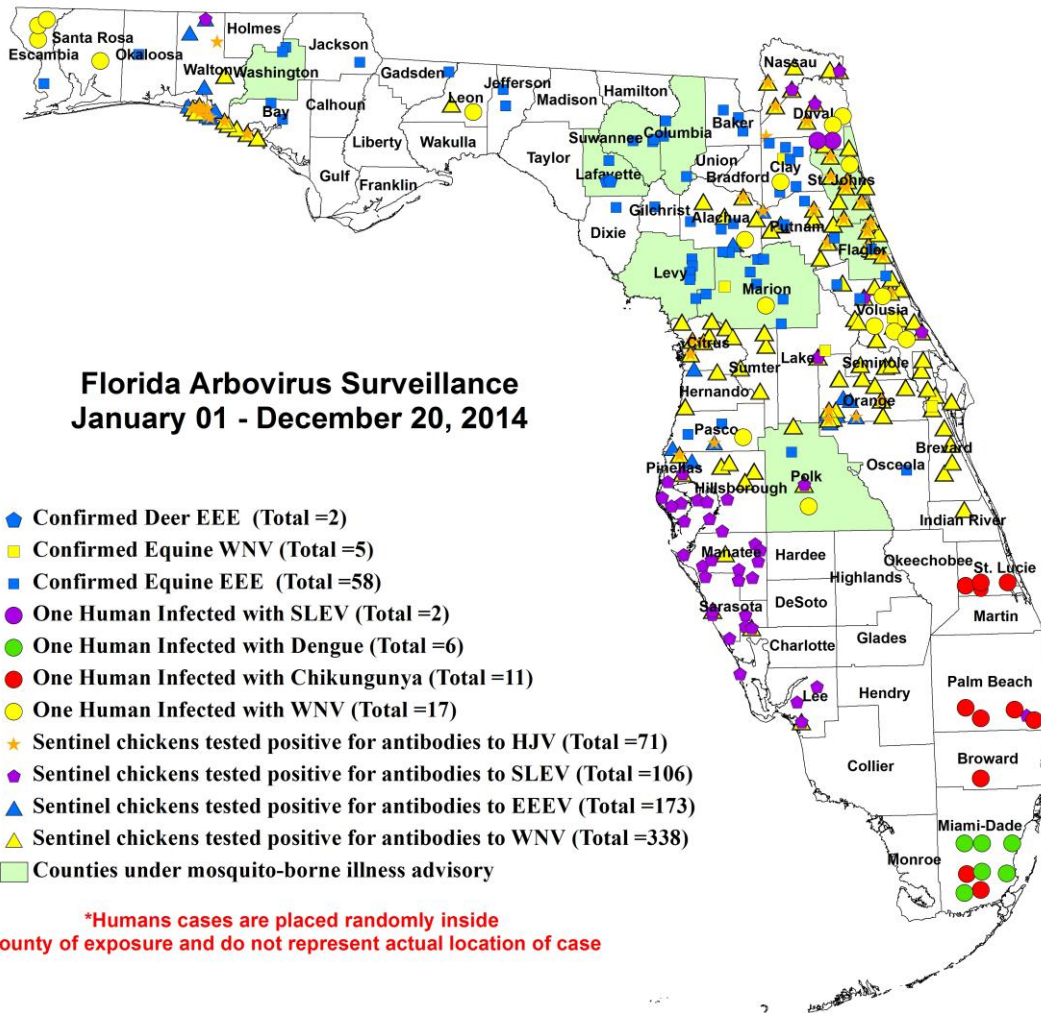 Santa Rosa
Escambia
Okaloosa
Holmes
Walton
Washington
Jackson
Bay
Calhoun
Gulf
Liberty
Franklin
Gadsden
Leon
Wakulla
Jefferson
Madison
Taylor
Hamilton
Suwannee
Columbia
Lafayette
Dixie
Gilchrist
Baker
Union
Bradford
Nassau
Duval
Clay
St. Johns
Alachua
Putnam
Flagler
Levy
Marion
Volusia
Citrus
Sumter
Lake
Seminole
Hernando
Orange
Pasco
Brevard
Osceola
Pinellas
Hillsborough
Polk
Indian River
Manatee
Hardee
Okeechobee
St. Lucie
Highlands
Sarasota
DeSoto
Martin
Charlotte
Glades
Lee
Hendry
Palm Beach
Collier
Broward
Miami-Dade
Monroe
Florida Arbovirus Surveillance
January 01 - December 20, 2014
Confirmed Deer EEE (Total =2)
Confirmed Equine WNV (Total =5)
Confirmed Equine EEE (Total =58)
One Human Infected with SLEV (Total =2)
One Human Infected with Dengue (Total =6)
One Human Infected with Chikungunya (Total =11)
One Human Infected with WNV (Total =17)
Sentinel chickens tested positive for antibodies to HJV (Total =71)
Sentinel chickens tested positive for antibodies to SLEV (Total =106)
Sentinel chickens tested positive for antibodies to EEEV (Total =173)
Sentinel chickens tested positive for antibodies to WNV (Total =338)
Counties under mosquito-borne illness advisory
*Humans cases are placed randomly inside
ounty of exposure and do not represent actual location of case